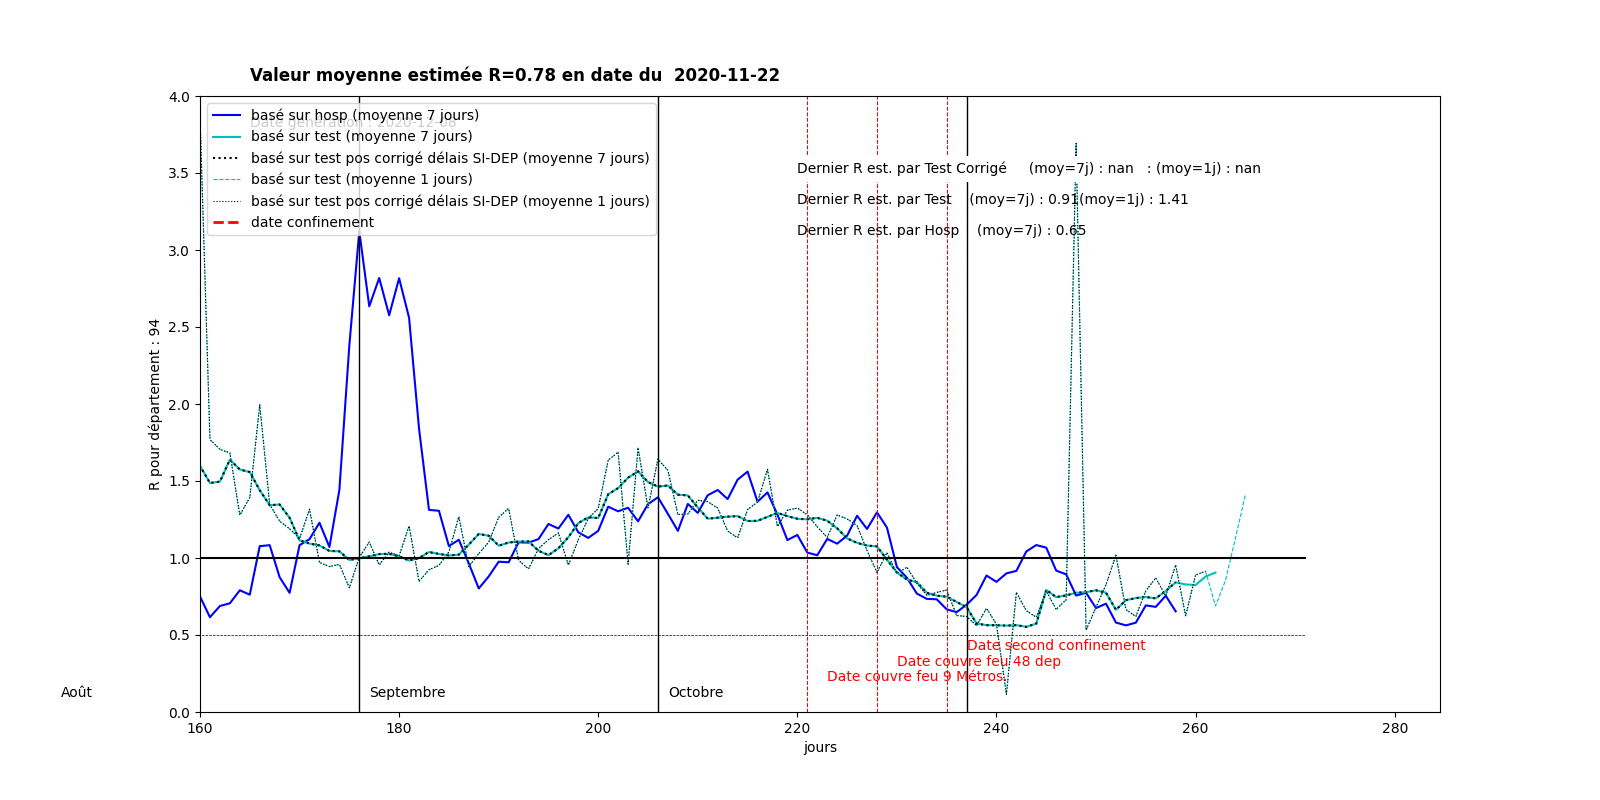 Valeur moyenne estimée R=0.78 en date du  2020-11-22
4.0
basé sur hosp (moyenne 7 jours)
Date génération : 2020-12-08
basé sur test (moyenne 7 jours)
basé sur test pos corrigé délais SI-DEP (moyenne 7 jours)
basé sur test (moyenne 1 jours)
basé sur test pos corrigé délais SI-DEP (moyenne 1 jours)
date confinement
Dernier R est. par Test Corrigé     (moy=7j) : nan   : (moy=1j) : nan
Dernier R est. par Test    (moy=7j) : 0.91(moy=1j) : 1.41
Dernier R est. par Hosp    (moy=7j) : 0.65
3.5
3.0
2.5
2.0
1.5
1.0
0.5
0.0
R pour département : 94
Date second confinement
Date couvre feu 48 dep
Date couvre feu 9 Métros
Août
Septembre
Octobre
160 180 200 220 240 260 280
jours